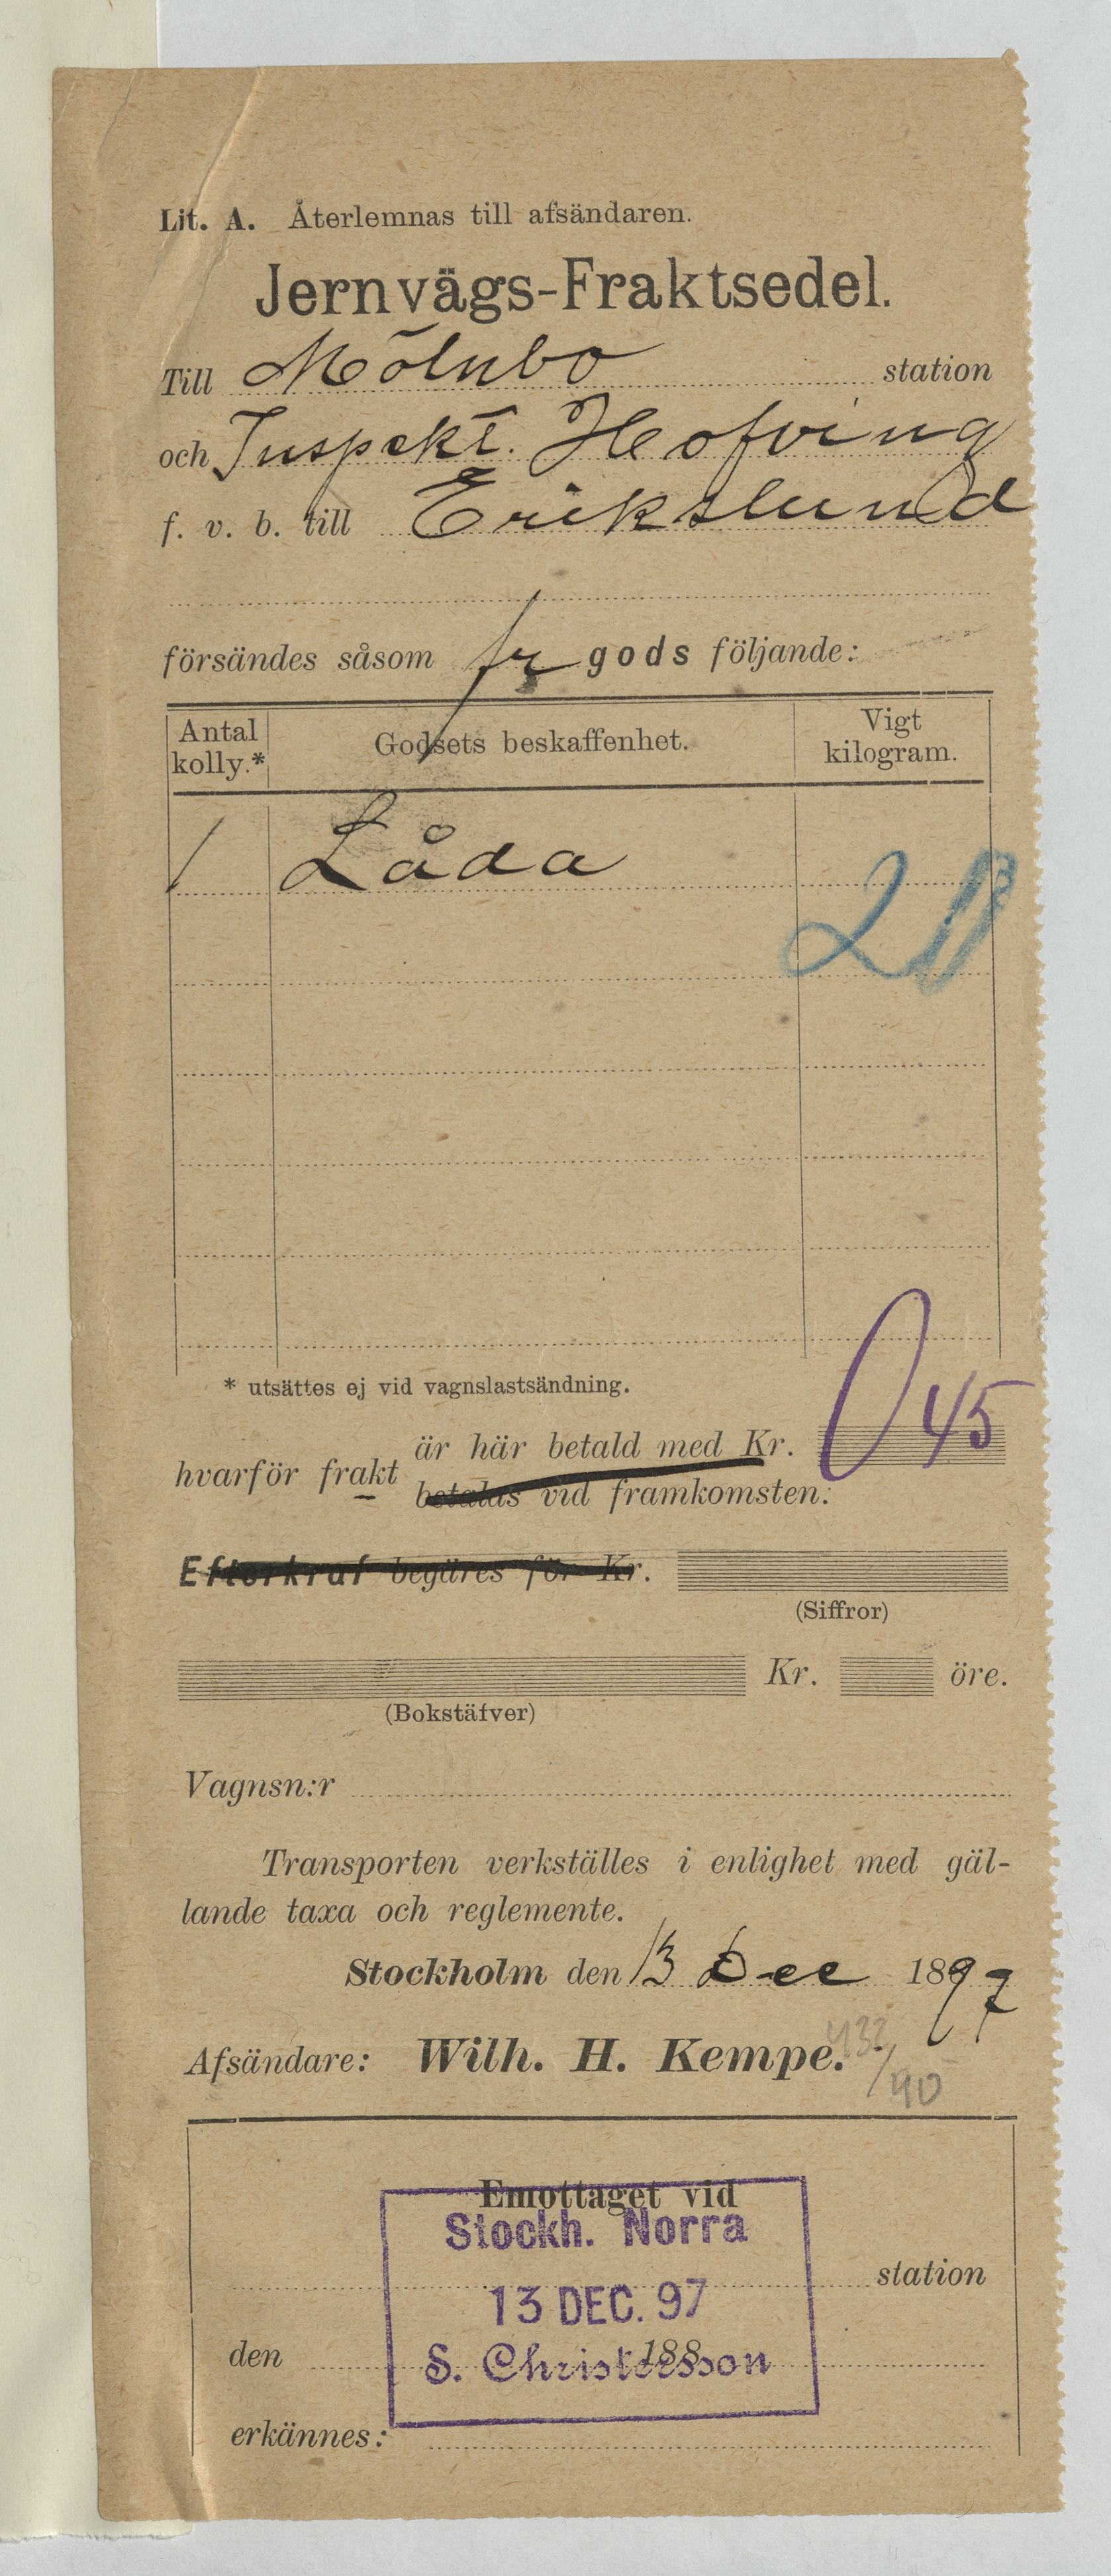 Lit. A. Återlemnas till afsändaren.
Jernvägs-Fraktsedel.
Till Mölnbo station
och Inspekt. Hofving
f. v. b. till Erikslund
försändes såsom fr gods följande:
Antal kolly.* Godsets beskaffenhet. Vigt kilogram.
1 Låda
* utsättes ej vid vagnslastsändning.
hvarför frakt är här betald med Kr. 0 45
betalas vid framkomsten.
Efterkraf begäres för Kr.
(Siffror)
Kr. öre.
(Bokstäfver)
Vagnsn:r
Transporten verkställes i enlighet med gäl-
lande taxa och reglemente.
Stockholm den 13 Dec 1897
Afsändare: Wilh. H. Kempe.
Emottaget vid
Stockh. Norra
station
13 DEC. 97
den 188
S. Christersson
erkännes: